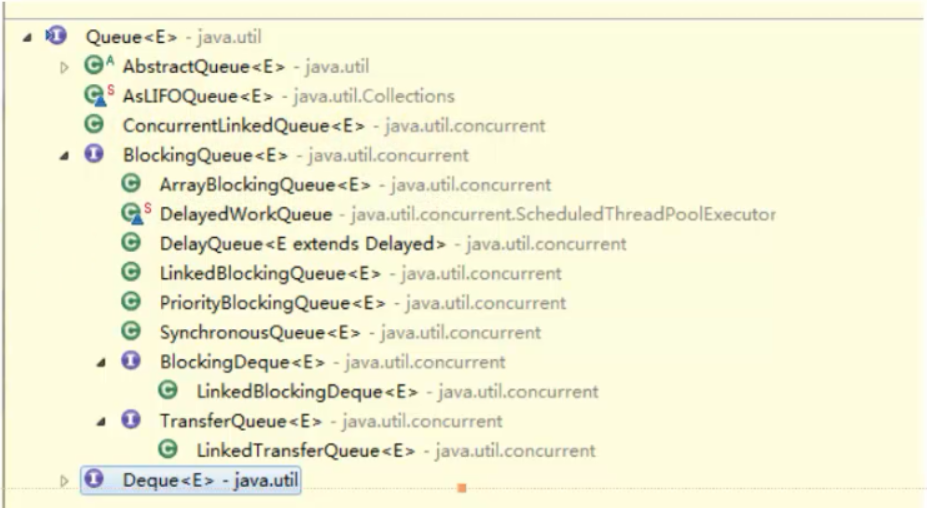 Queue<E> - java.util
AbstractQueue<E> - java.util
AsLIFOQueue<E> - java.util.Collections
ConcurrentLinkedQueue<E> - java.util.concurrent
BlockingQueue<E> - java.util.concurrent
ArrayBlockingQueue<E> - java.util.concurrent
DelayedWorkQueue - java.util.concurrent.ScheduledThreadPoolExecutor
DelayQueue<E extends Delayed> - java.util.concurrent
LinkedBlockingQueue<E> - java.util.concurrent
PriorityBlockingQueue<E> - java.util.concurrent
SynchronousQueue<E> - java.util.concurrent
BlockingDeque<E> - java.util.concurrent
LinkedBlockingDeque<E> - java.util.concurrent
TransferQueue<E> - java.util.concurrent
LinkedTransferQueue<E> - java.util.concurrent
Deque<E> - java.util